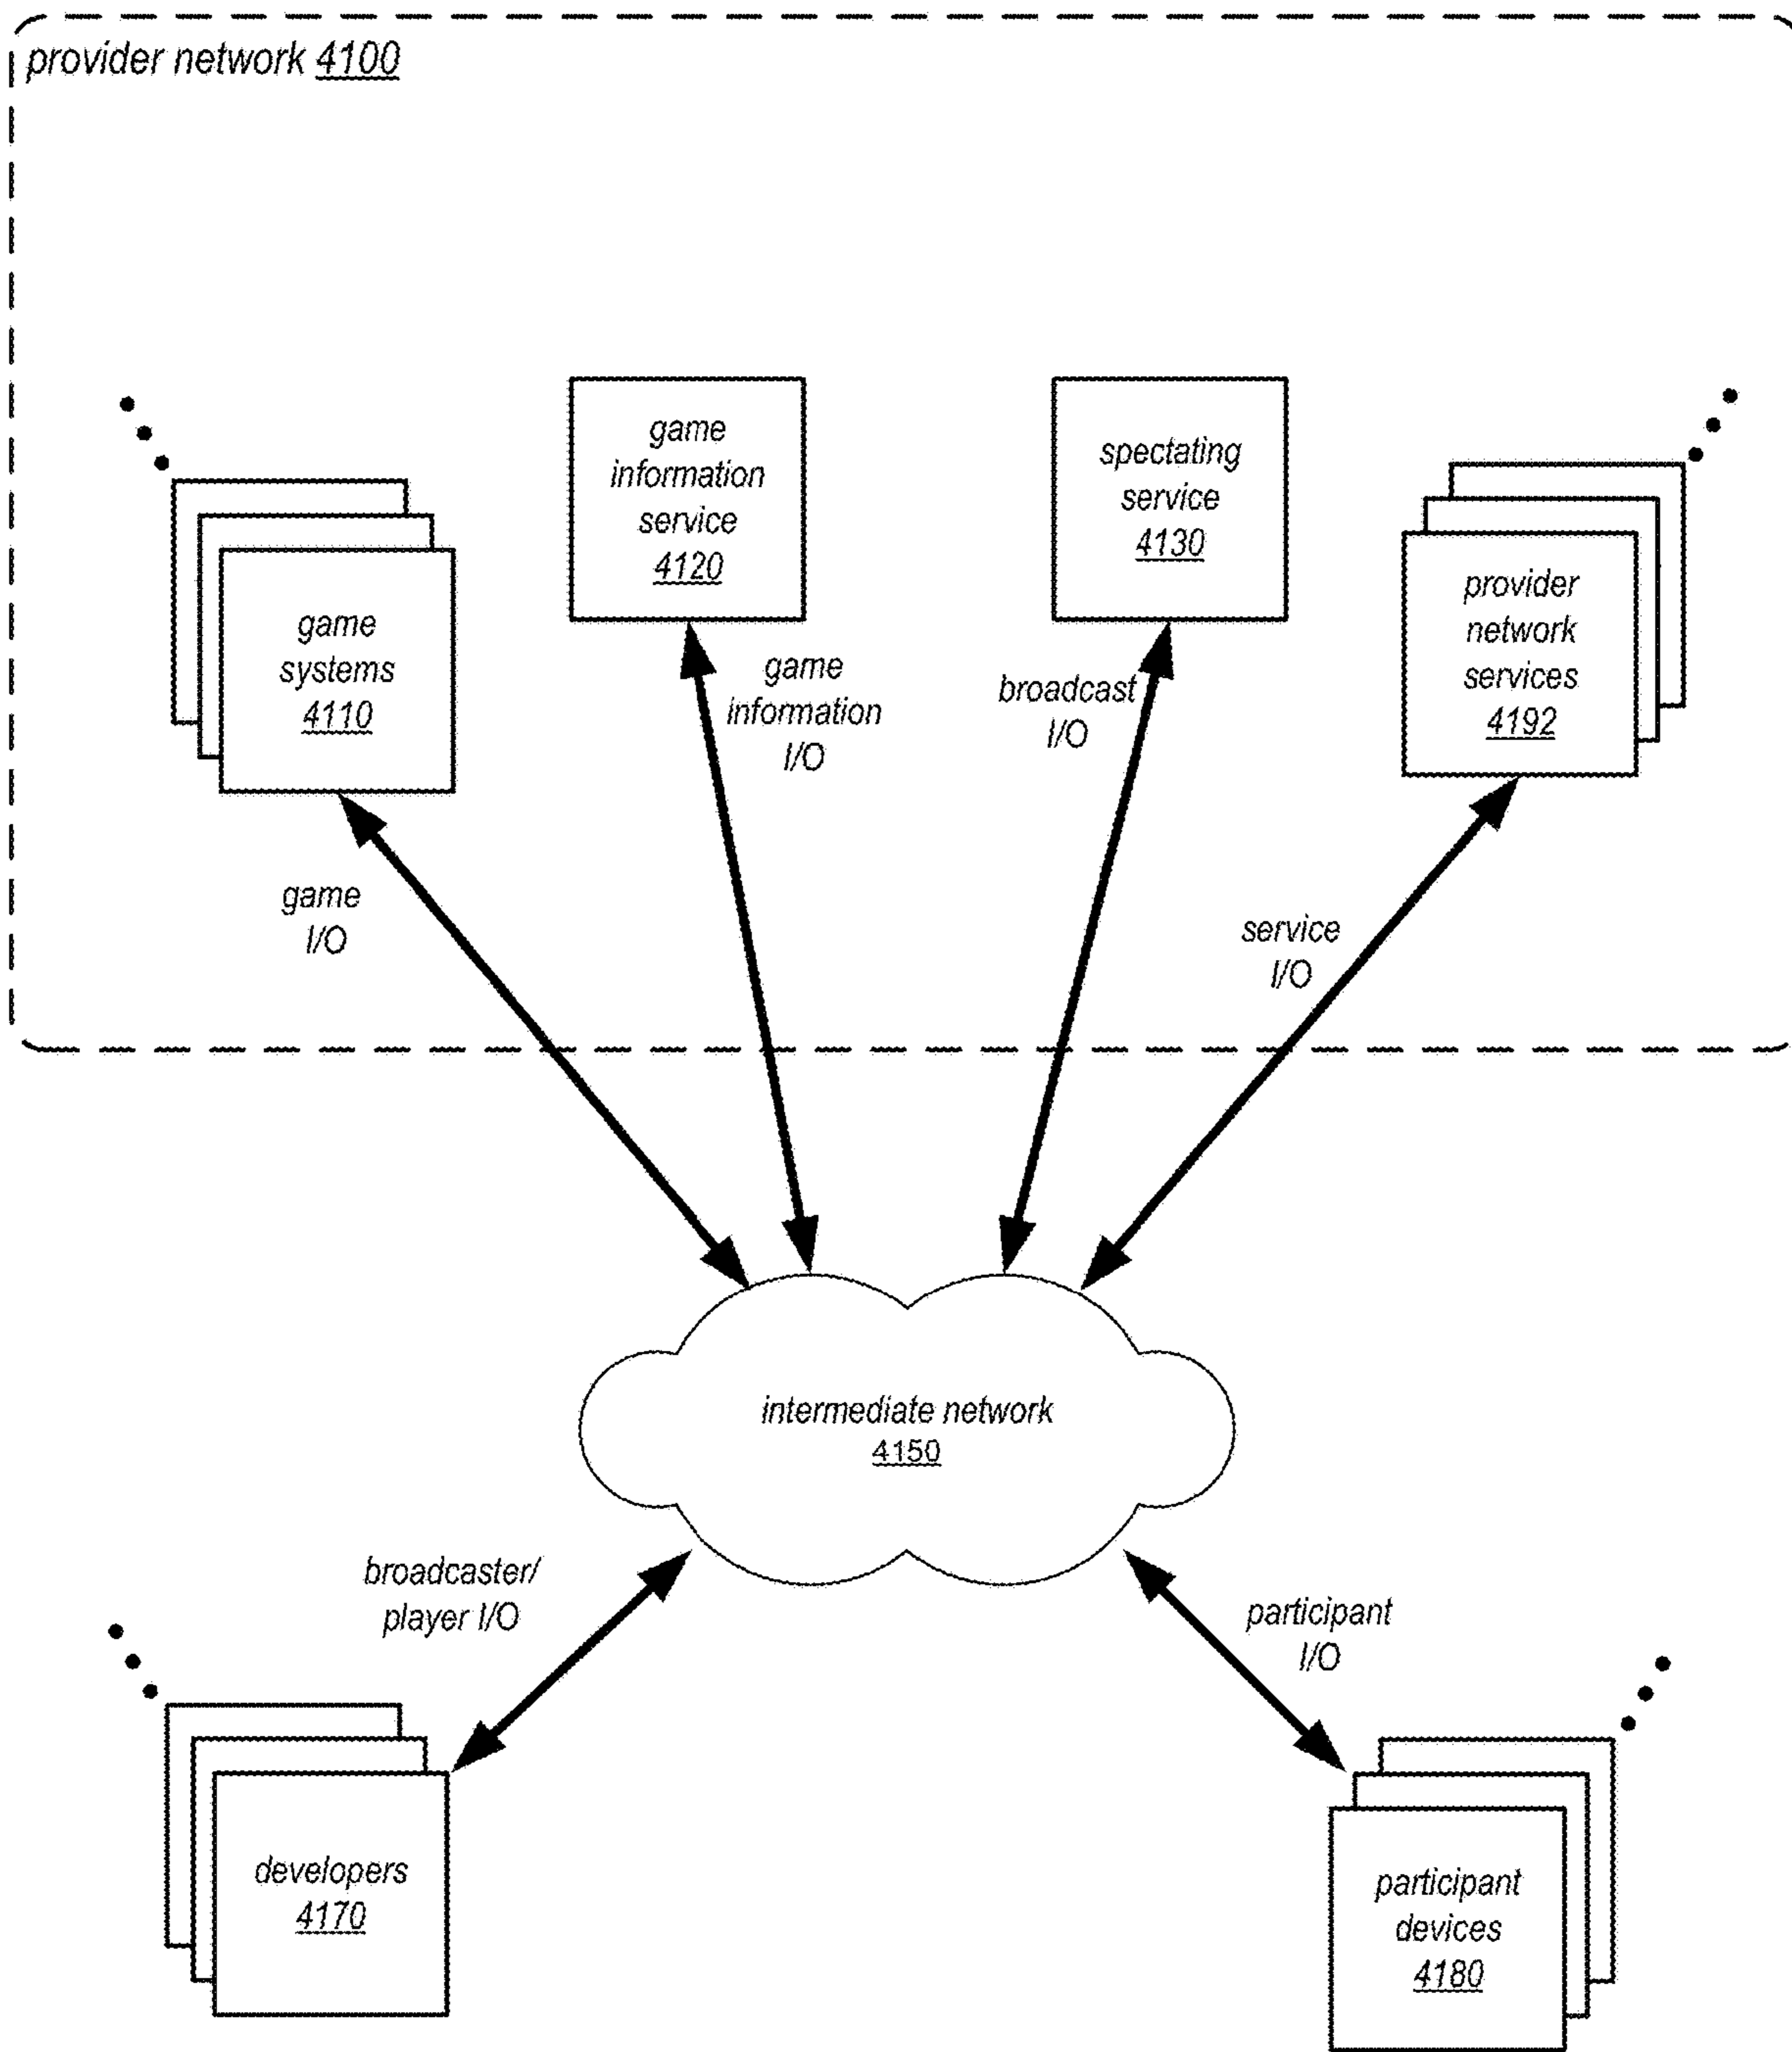 provider network 4100
game
information
service
4120
spectating
service
4130
game
systems
4110
provider
network
services
4192
game
information
I/O
broadcast
I/O
game
I/O
service
I/O
intermediate network
4150
broadcaster/
player I/O
participant
I/O
developers
4170
participant
devices
4180